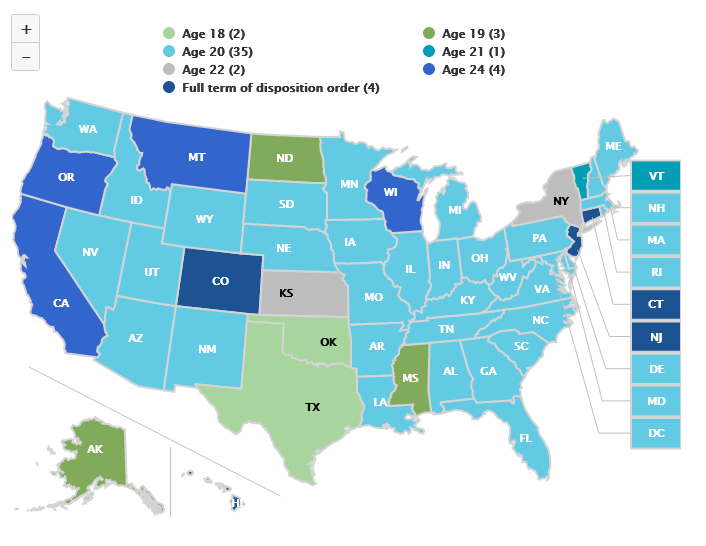 +
−
Age 18 (2)
Age 19 (3)
Age 20 (35)
Age 21 (1)
Age 22 (2)
Age 24 (4)
Full term of disposition order (4)
WA
ME
MT
ND
OR
MN
VT
ID
WI
NY
SD
MI
NH
WY
IA
PA
MA
NV
NE
OH
UT
IL
IN
RI
CO
WV
KS
VA
MO
KY
CA
CT
NC
TN
AZ
NJ
OK
AR
SC
NM
DE
AL
GA
MS
LA
MD
TX
FL
DC
AK
HI